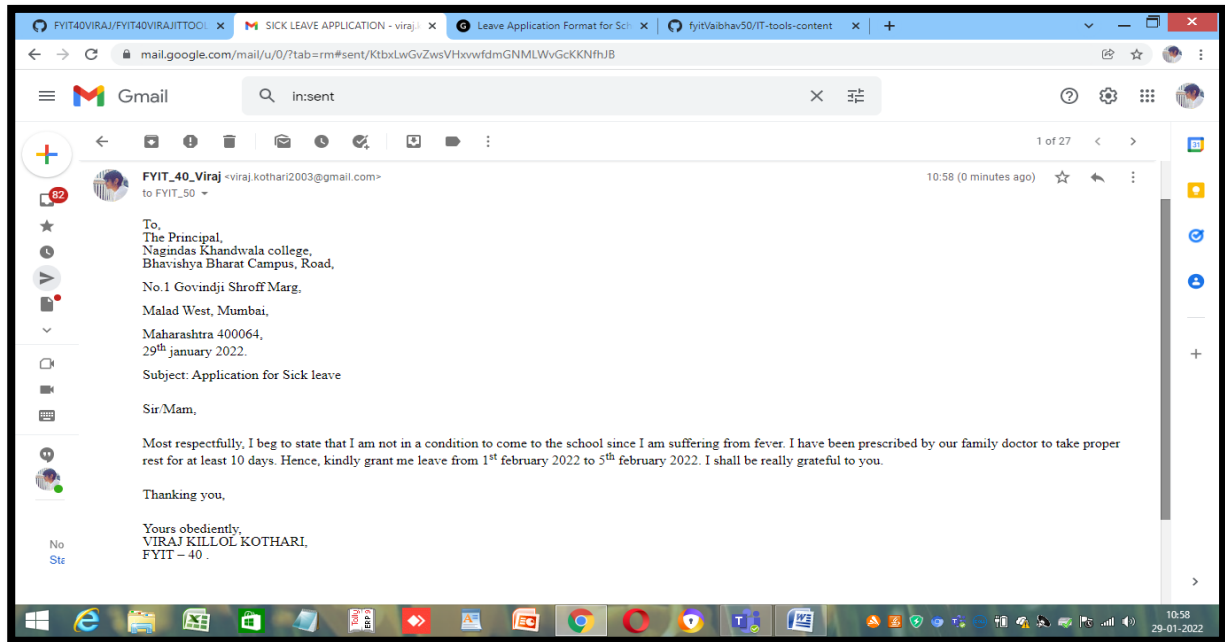 FYIT40VIRAJ/FYIT40VIRAJITTOOL
SICK LEAVE APPLICATION - viraj.
Leave Application Format for Sch
fyitVaibhav50/IT-tools-content
mail.google.com/mail/u/0/?tab=rm#sent/KtbxLwGvZwsVHxvwfdmGNMLWvGcKKNfhJB
Gmail
in:sent
1 of 27
82
31
FYIT_40_Viraj <viraj.kothari2003@gmail.com>
10:58 (0 minutes ago)
to FYIT_50
To,
The Principal,
Nagindas Khandwala college,
Bhavishya Bharat Campus, Road,
No.1 Govindji Shroff Marg,
Malad West, Mumbai,
Maharashtra 400064,
29th january 2022.
Subject: Application for Sick leave
Sir/Mam,
Most respectfully, I beg to state that I am not in a condition to come to the school since I am suffering from fever. I have been prescribed by our family doctor to take proper
rest for at least 10 days. Hence, kindly grant me leave from 1st february 2022 to 5th february 2022. I shall be really grateful to you.
Thanking you,
Yours obediently,
VIRAJ KILLOL KOTHARI,
FYIT – 40 .
No
Sta
Tally
ERP 9
10:58
29-01-2022